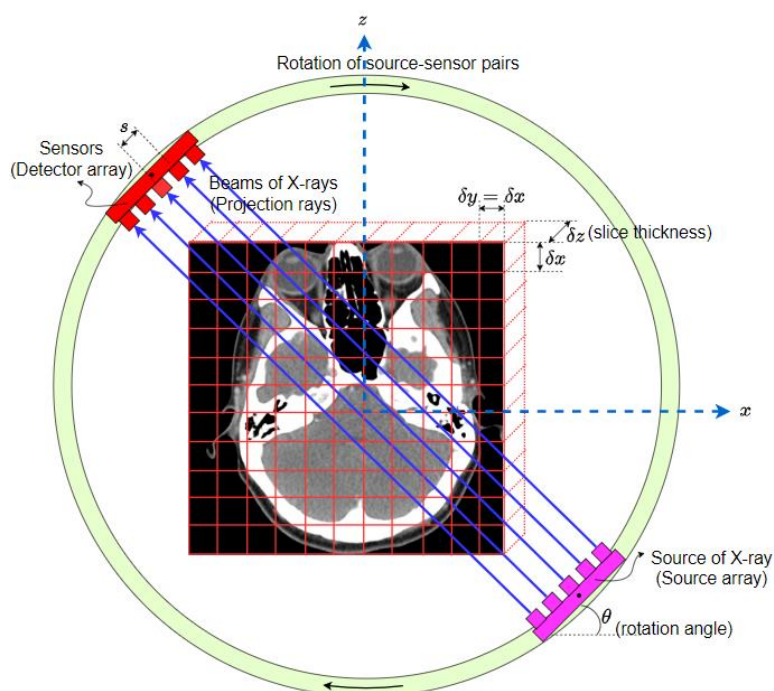 z
Rotation of source-sensor pairs
s
Sensors
(Detector array)
Beams of X-rays
(Projection rays)
δy = δx
δz (slice thickness)
δx
x
Source of X-ray
(Source array)
θ
(rotation angle)